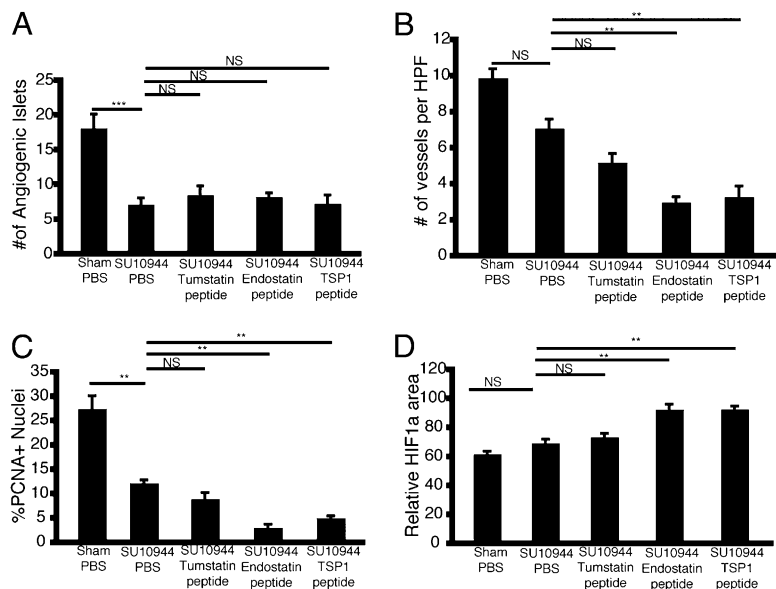 A
NS
NS
NS
***
#of Angiogenic Islets
25
20
15
10
5
0
Sham PBS
SU10944 PBS
SU10944 Tumstatin peptide
SU10944 Endostatin peptide
SU10944 TSP1 peptide
B
**
**
NS
NS
# of vessels per HPF
12
10
8
6
4
2
0
Sham PBS
SU10944 PBS
SU10944 Tumstatin peptide
SU10944 Endostatin peptide
SU10944 TSP1 peptide
C
**
**
NS
**
%PCNA+ Nuclei
35
30
25
20
15
10
5
0
Sham PBS
SU10944 PBS
SU10944 Tumstatin peptide
SU10944 Endostatin peptide
SU10944 TSP1 peptide
D
**
**
NS
NS
Relative HIF1a area
120
100
80
60
40
20
0
Sham PBS
SU10944 PBS
SU10944 Tumstatin peptide
SU10944 Endostatin peptide
SU10944 TSP1 peptide